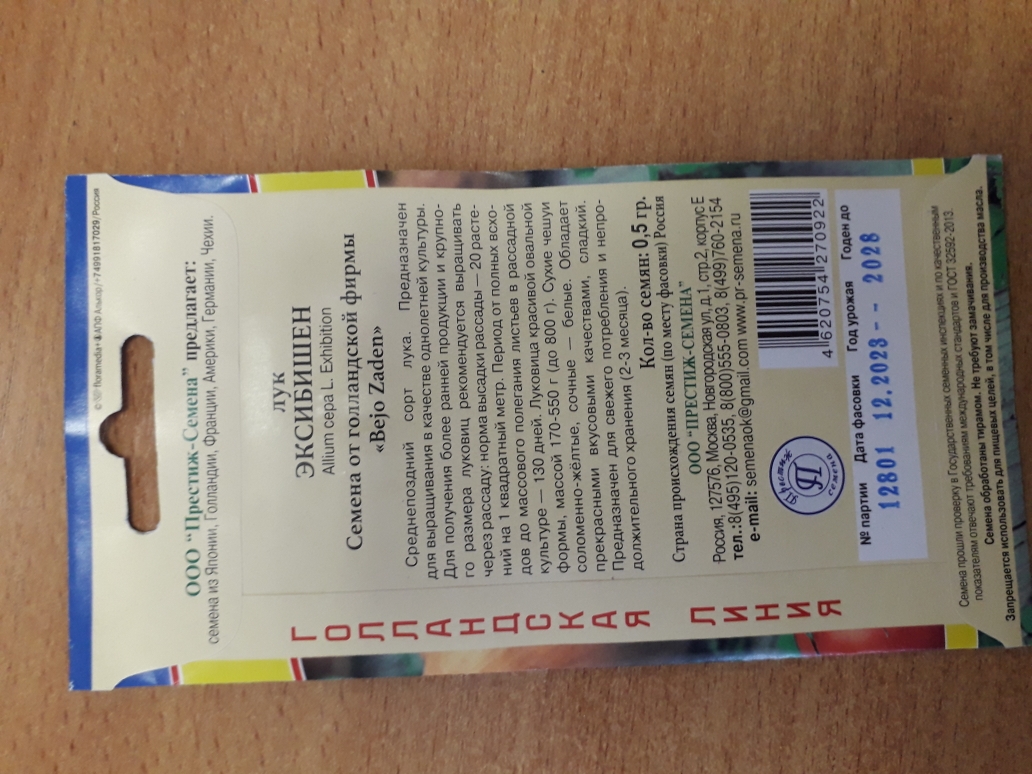 © ЧОУ floramedia • АПФ Алькор/+74991817029/Россия
ООО "Престиж-Семена" предлагает:
семена из Японии, Голландии, Франции, Америки, Германии, Чехии.
ЛУК
ЭКСИБИШЕН
Allium cepa L. Exhibition
Семена от голландской фирмы
«Bejo Zaden»
Среднепоздний сорт лука. Предназначен
для выращивания в качестве однолетней культуры.
Для получения более ранней продукции и крупно-
го размера луковиц рекомендуется выращивать
через рассаду: норма высадки рассады — 20 расте-
ний на 1 квадратный метр. Период от полных всхо-
дов до массового полегания листьев в рассадной
культуре — 130 дней. Луковица красивой овальной
формы, массой 170-550 г (до 800 г). Сухие чешуи
соломенно-жёлтые, сочные — белые. Обладает
прекрасными вкусовыми качествами, сладкий.
Предназначен для свежего потребления и непро-
должительного хранения (2-3 месяца).
Кол-во семян: 0,5 гр.
Страна происхождения семян (по месту фасовки) Россия
ООО "ПРЕСТИЖ-СЕМЕНА"
Россия, 127576, Москва, Новгородская ул, д.1, стр.2, корпус Е
тел.:8(495)120-0535, 8(800)555-0803, 8(499)760-2154
e-mail: semenaok@gmail.com www.pr-semena.ru
Престиж
П
семена
4620754270922
№ партии Дата фасовки Год урожая Годен до
12801 12.2023 - - 2028
Семена прошли проверку в Государственных семенных инспекциях и по качественным
показателям отвечают требованиям международных стандартов и ГОСТ 32592-2013.
Семена обработаны тирамом. Не требуют замачивания.
Запрещается использовать для пищевых целей, в том числе для производства масла.
ГОЛЛАНДСКАЯ ЛИНИЯ